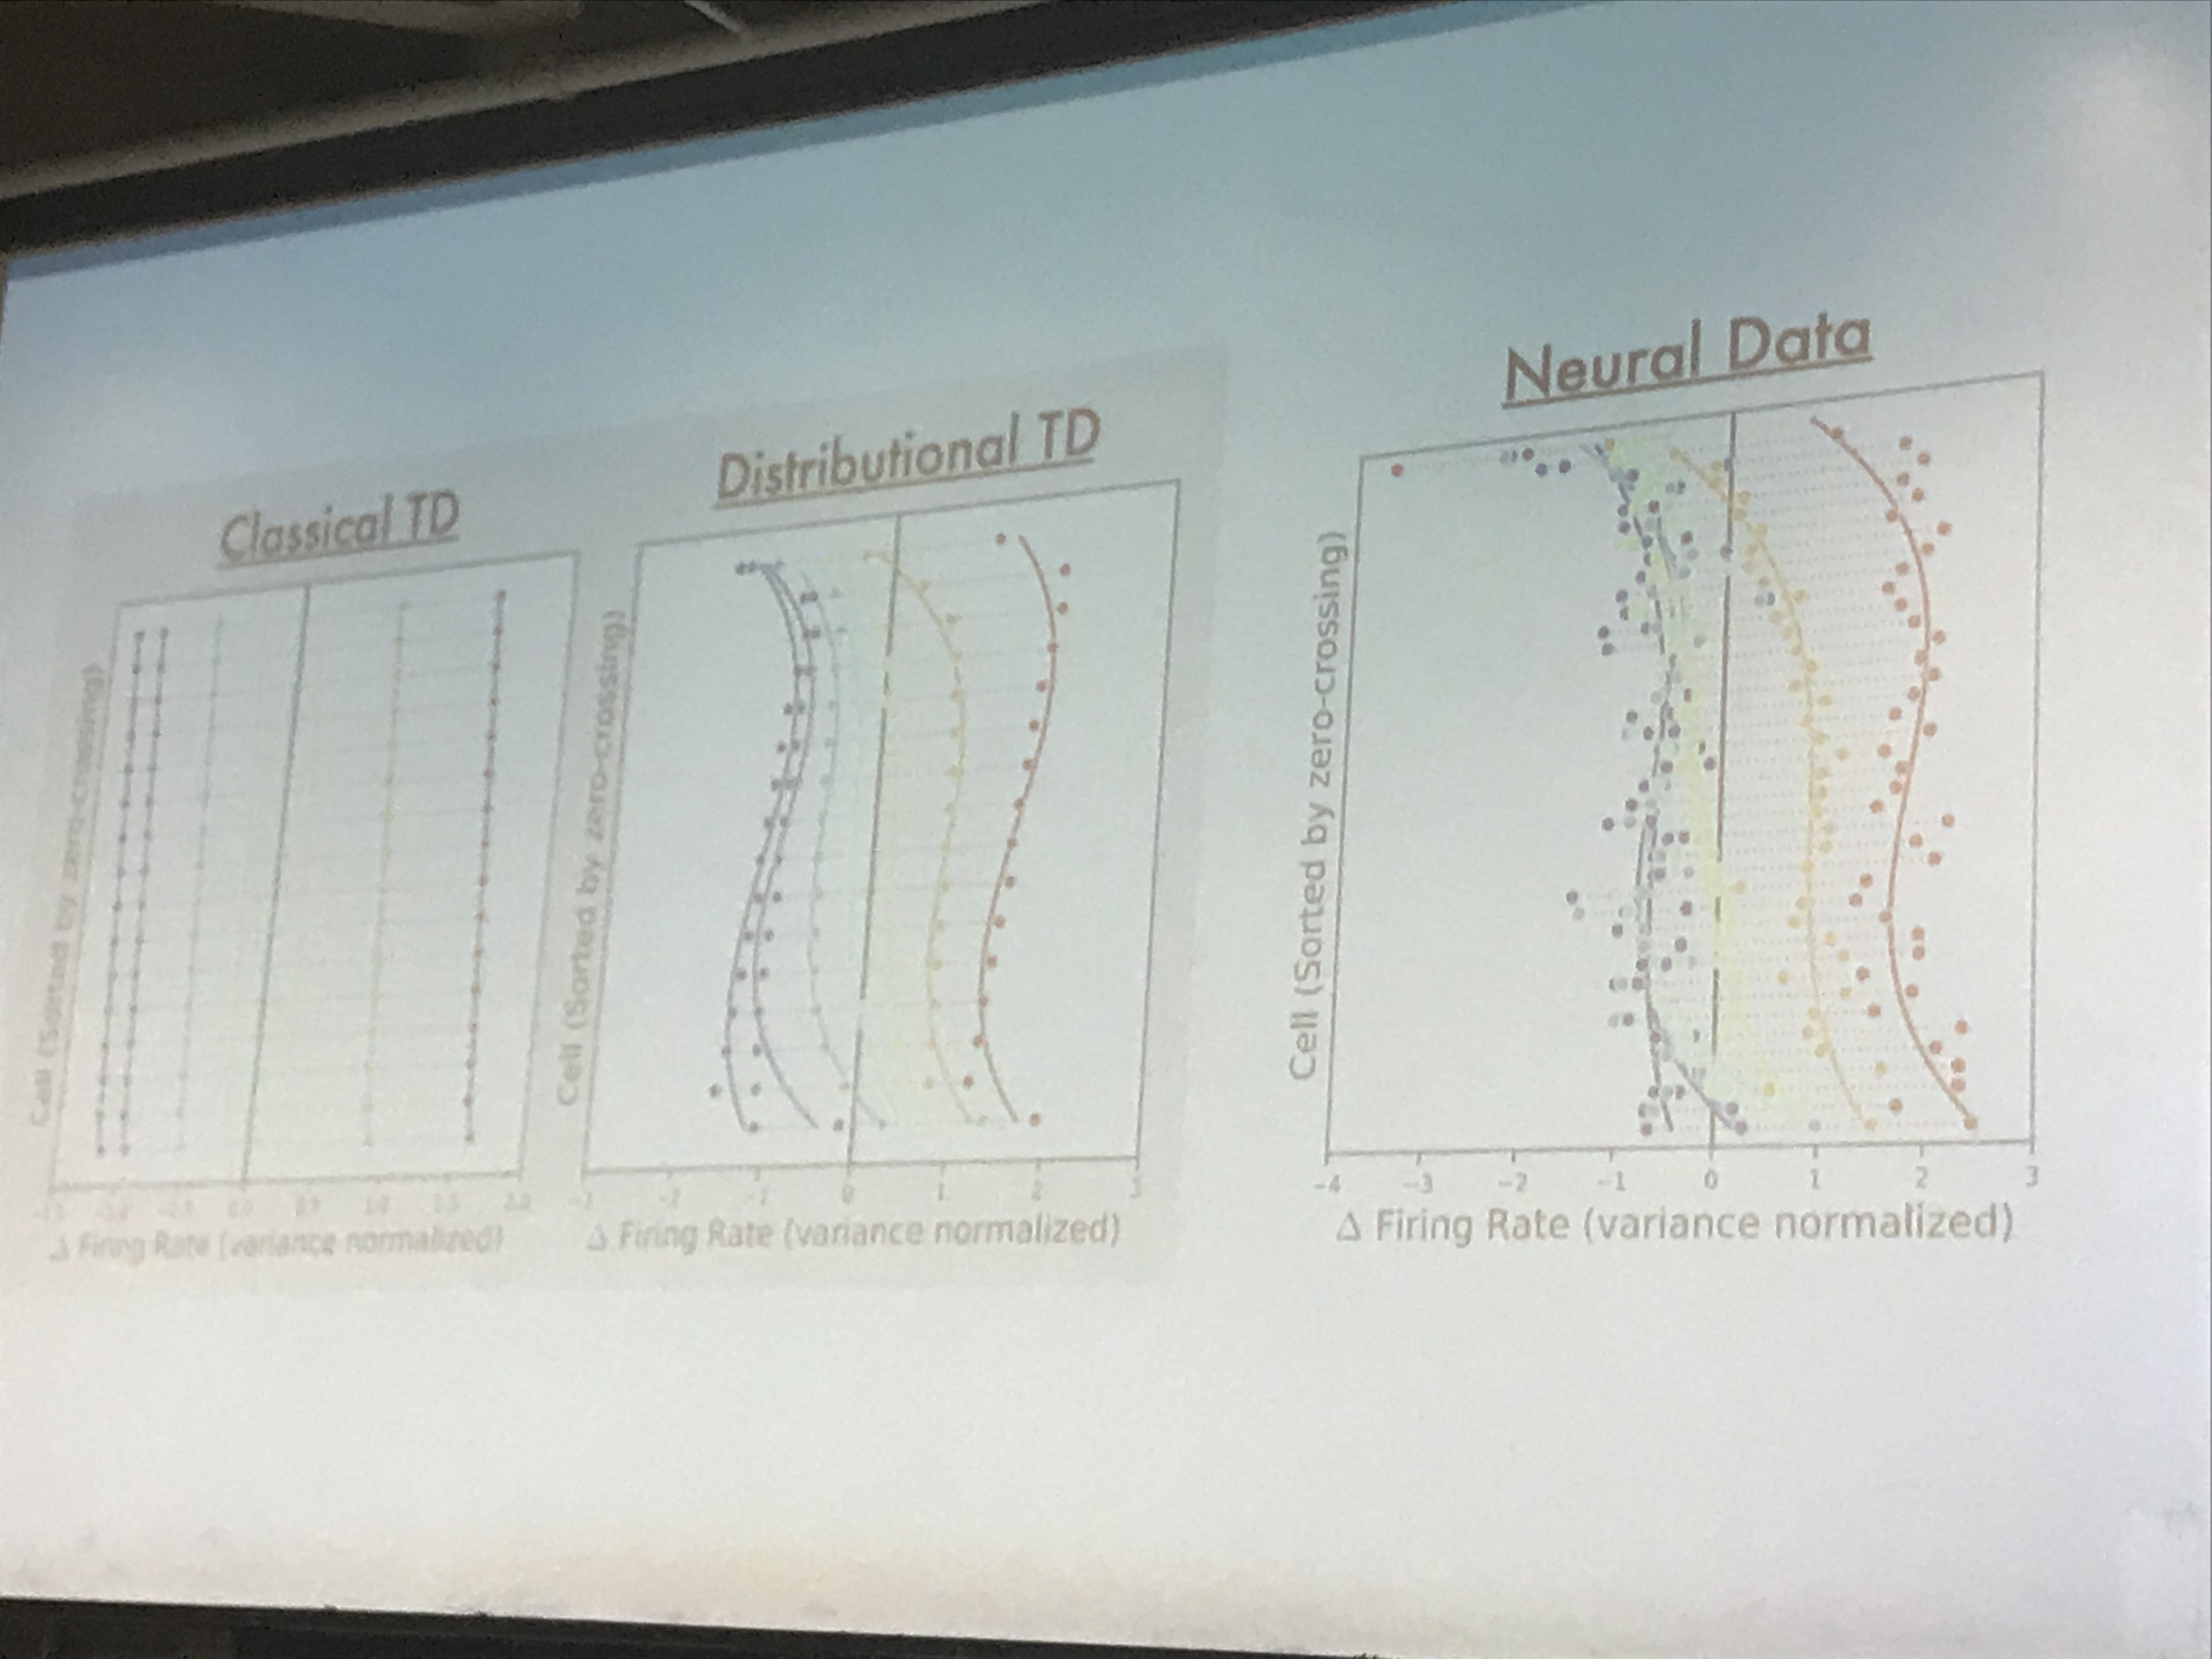 Classical TD
Cell (Sorted by zero-crossing)
Δ Firing Rate (variance normalized)
Distributional TD
Cell (Sorted by zero-crossing)
-2 -1 0 1 2 3
Δ Firing Rate (variance normalized)
Neural Data
Cell (Sorted by zero-crossing)
-4 -3 -2 -1 0 1 2 3
Δ Firing Rate (variance normalized)